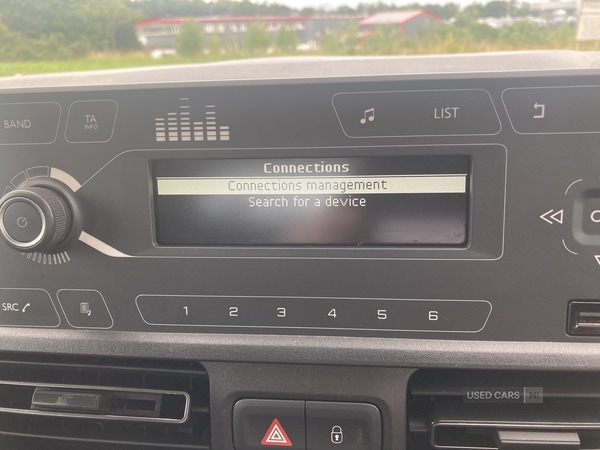 BAND
TA
INFO
LIST
Connections
Connections management
Search for a device
SRC
1 2 3 4 5 6
USED CARS NI